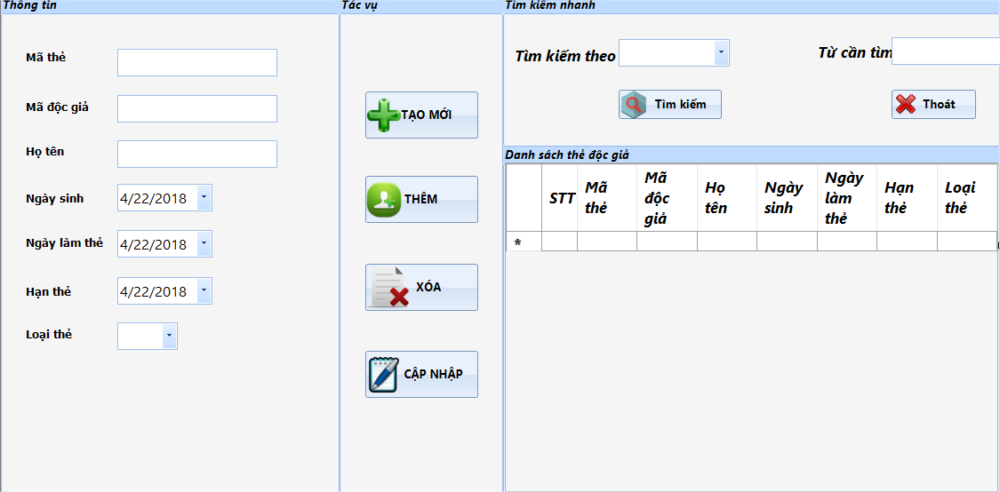 Thông tin
Mã thẻ
Mã độc giả
Họ tên
Ngày sinh
4/22/2018
Ngày làm thẻ
4/22/2018
Hạn thẻ
4/22/2018
Loại thẻ
Tác vụ
TẠO MỚI
THÊM
XÓA
CẬP NHẬP
Tìm kiếm nhanh
Tìm kiếm theo
Từ cần tìm
Tìm kiếm
Thoát
Danh sách thẻ độc giả
STT
Mã
thẻ
Mã
độc
giả
Họ
tên
Ngày
sinh
Ngày
làm
thẻ
Hạn
thẻ
Loại
thẻ
*